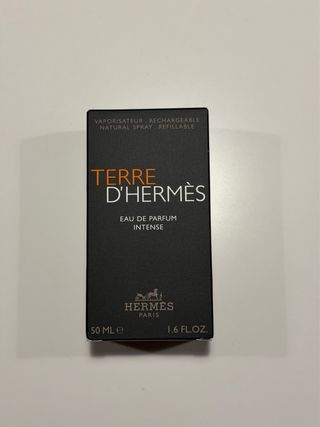 VAPORISATEUR . RECHARGEABLE
NATURAL SPRAY . REFILLABLE
TERRE
D'HERMÈS
EAU DE PARFUM
INTENSE
HERMÈS
PARIS
50 ML ℮ 1.6 FL.OZ.